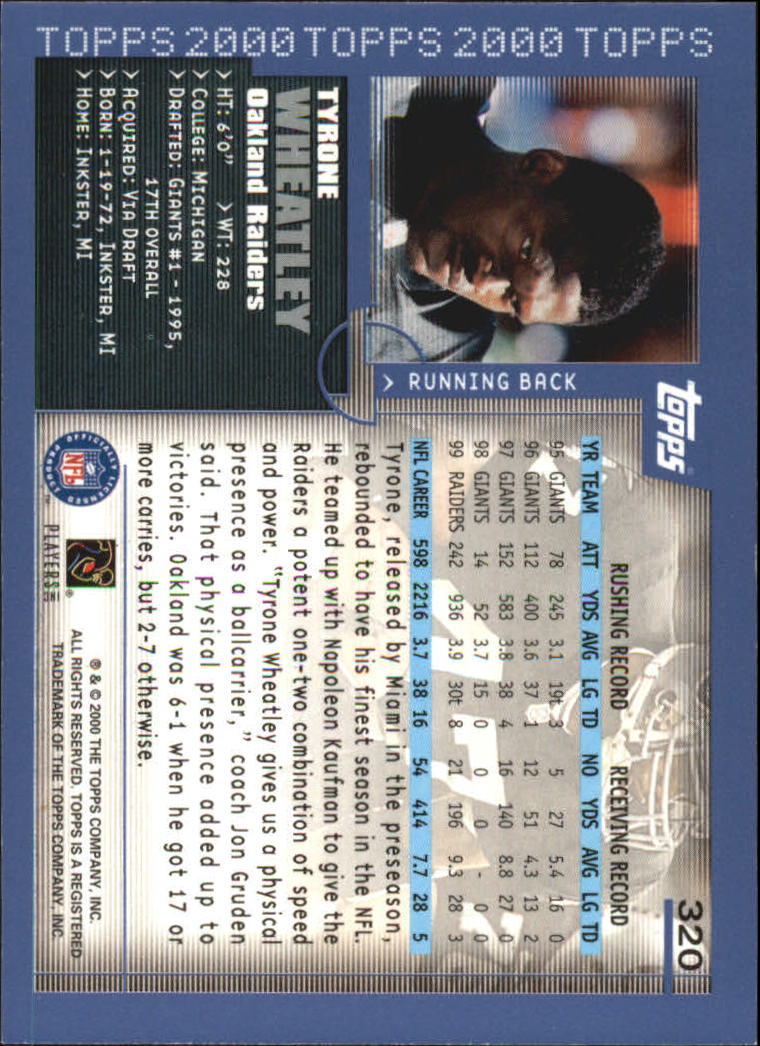 TOPPS 2000 TOPPS 2000 TOPPS
TYRONE
WHEATLEY
Oakland Raiders
> HT: 6'0" > WT: 228
> COLLEGE: MICHIGAN
> DRAFTED: GIANTS #1 - 1995,
17TH OVERALL
> ACQUIRED: VIA DRAFT
> BORN: 1-19-72, INKSTER, MI
> HOME: INKSTER, MI
> RUNNING BACK
topps
320
RUSHING RECORD RECEIVING RECORD
YR TEAM ATT YDS AVG LG TD NO YDS AVG LG TD
95 GIANTS 78 245 3.1 19t 3 5 27 5.4 16 0
96 GIANTS 112 400 3.6 37 1 12 51 4.3 13 2
97 GIANTS 152 583 3.8 38 4 16 140 8.8 27 0
98 GIANTS 14 52 3.7 15 0 0 0 - 0 0
99 RAIDERS 242 936 3.9 30t 8 21 196 9.3 28 3
NFL CAREER 598 2216 3.7 38 16 54 414 7.7 28 5
Tyrone, released by Miami in the preseason,
rebounded to have his finest season in the NFL.
He teamed up with Napoleon Kaufman to give the
Raiders a potent one-two combination of speed
and power. "Tyrone Wheatley gives us a physical
presence as a ballcarrier," coach Jon Gruden
said. That physical presence added up to
victories. Oakland was 6-1 when he got 17 or
more carries, but 2-7 otherwise.
OFFICIALLY LICENSED PRODUCT
NFL
TM
PLAYERS
®
® & © 2000 THE TOPPS COMPANY, INC.
ALL RIGHTS RESERVED. TOPPS IS A REGISTERED
TRADEMARK OF THE TOPPS COMPANY, INC.